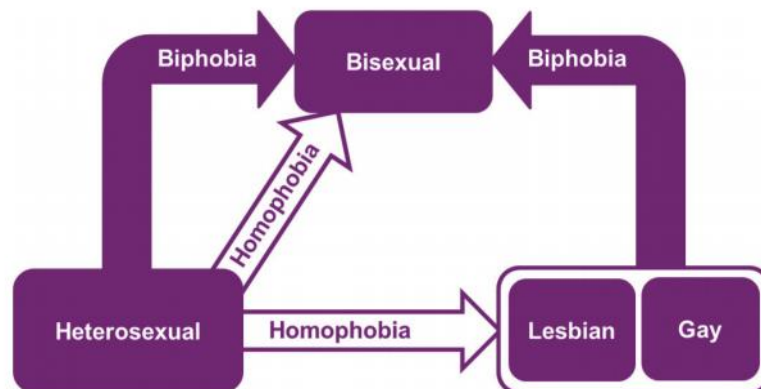 Biphobia
Bisexual
Biphobia
Homophobia
Heterosexual
Homophobia
Lesbian
Gay